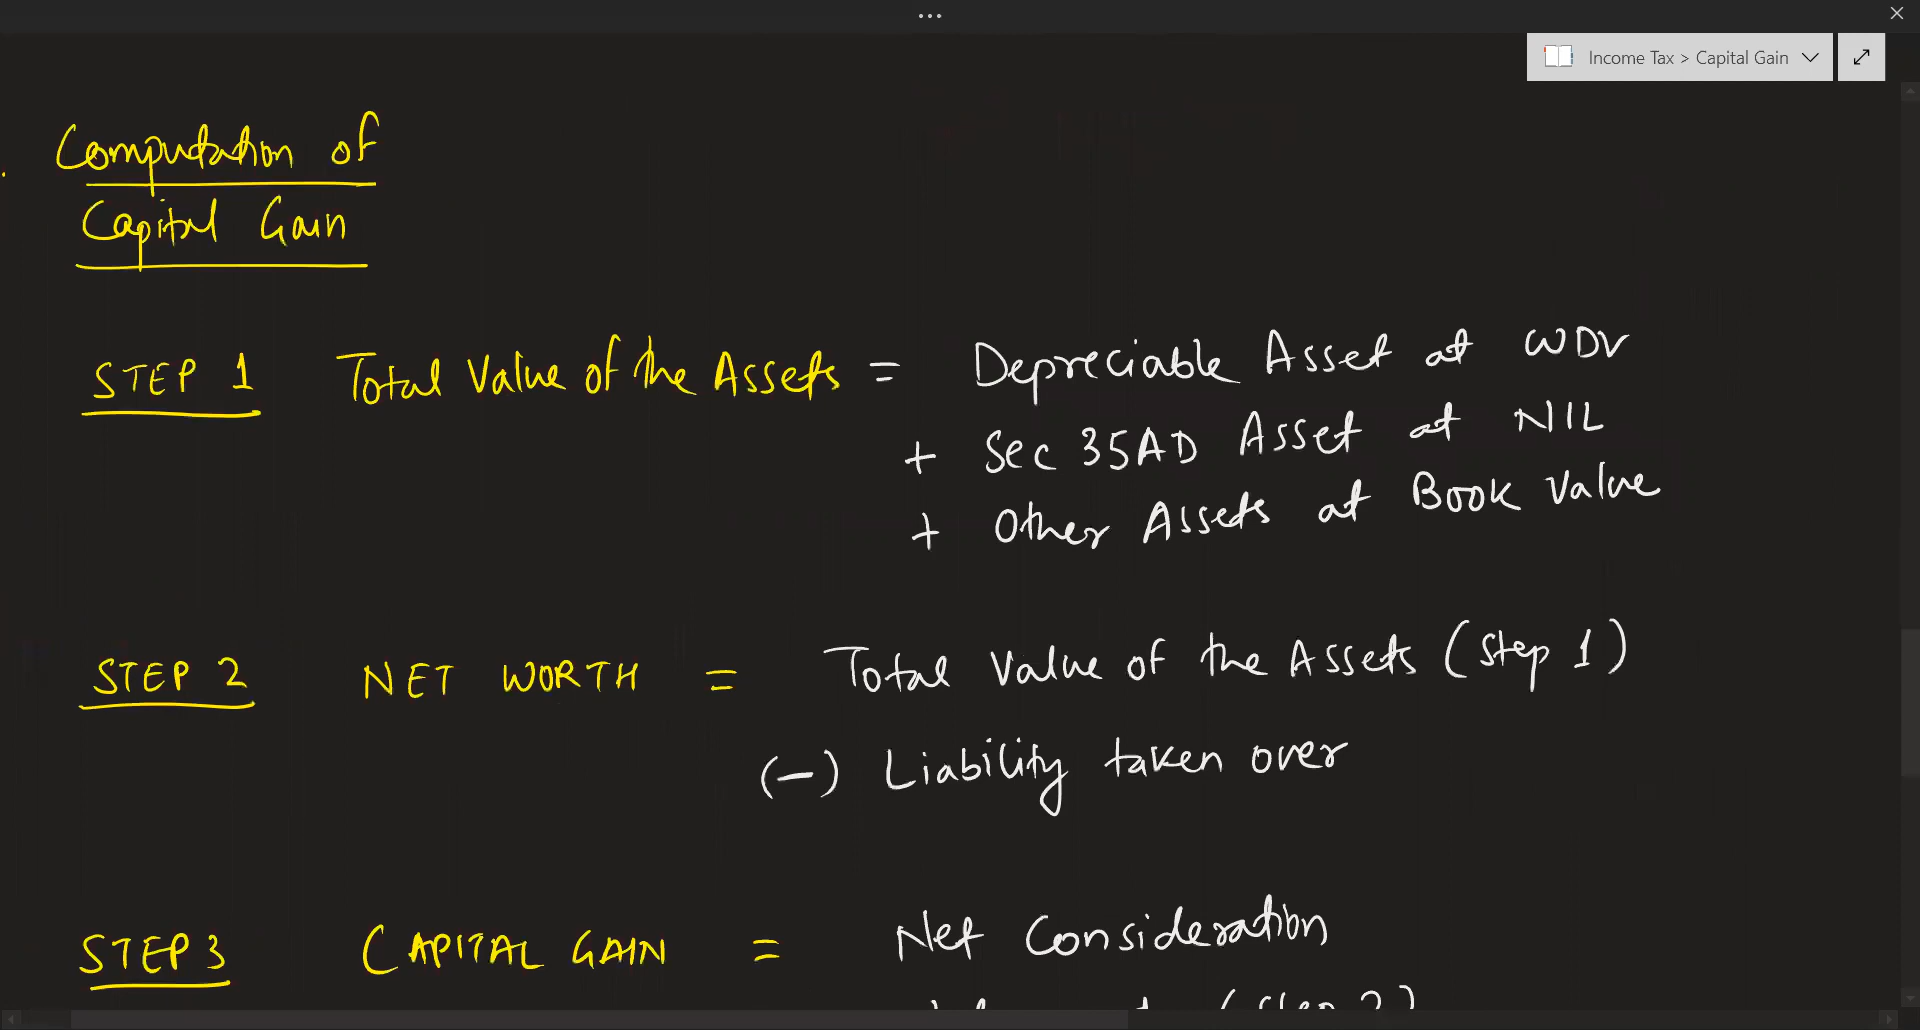 Income Tax > Capital Gain
Computation of
Capital Gain
STEP 1 Total Value of the Assets = Depreciable Asset at WDV
+ Sec 35AD Asset at NIL
+ Other Assets at Book Value
STEP 2 NET WORTH = Total Value of the Assets (Step 1)
(-) Liability taken over
STEP 3 CAPITAL GAIN = Net Consideration